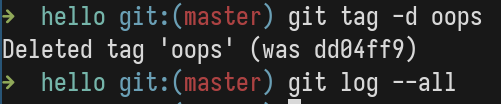 ➜  hello git:(master) git tag -d oops
Deleted tag 'oops' (was dd04ff9)
➜  hello git:(master) git log --all